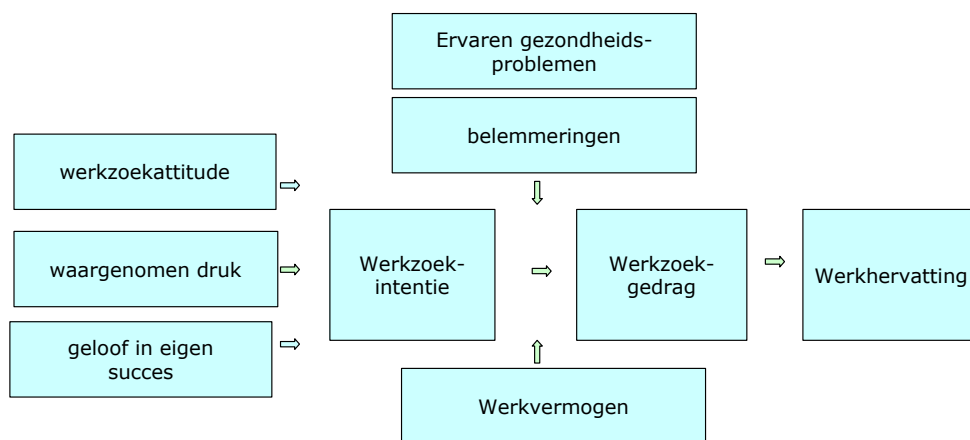 Ervaren gezondheids-
problemen
belemmeringen
werkzoekattitude
waargenomen druk
geloof in eigen
succes
Werkzoek-
intentie
Werkzoek-
gedrag
Werkhervatting
Werkvermogen